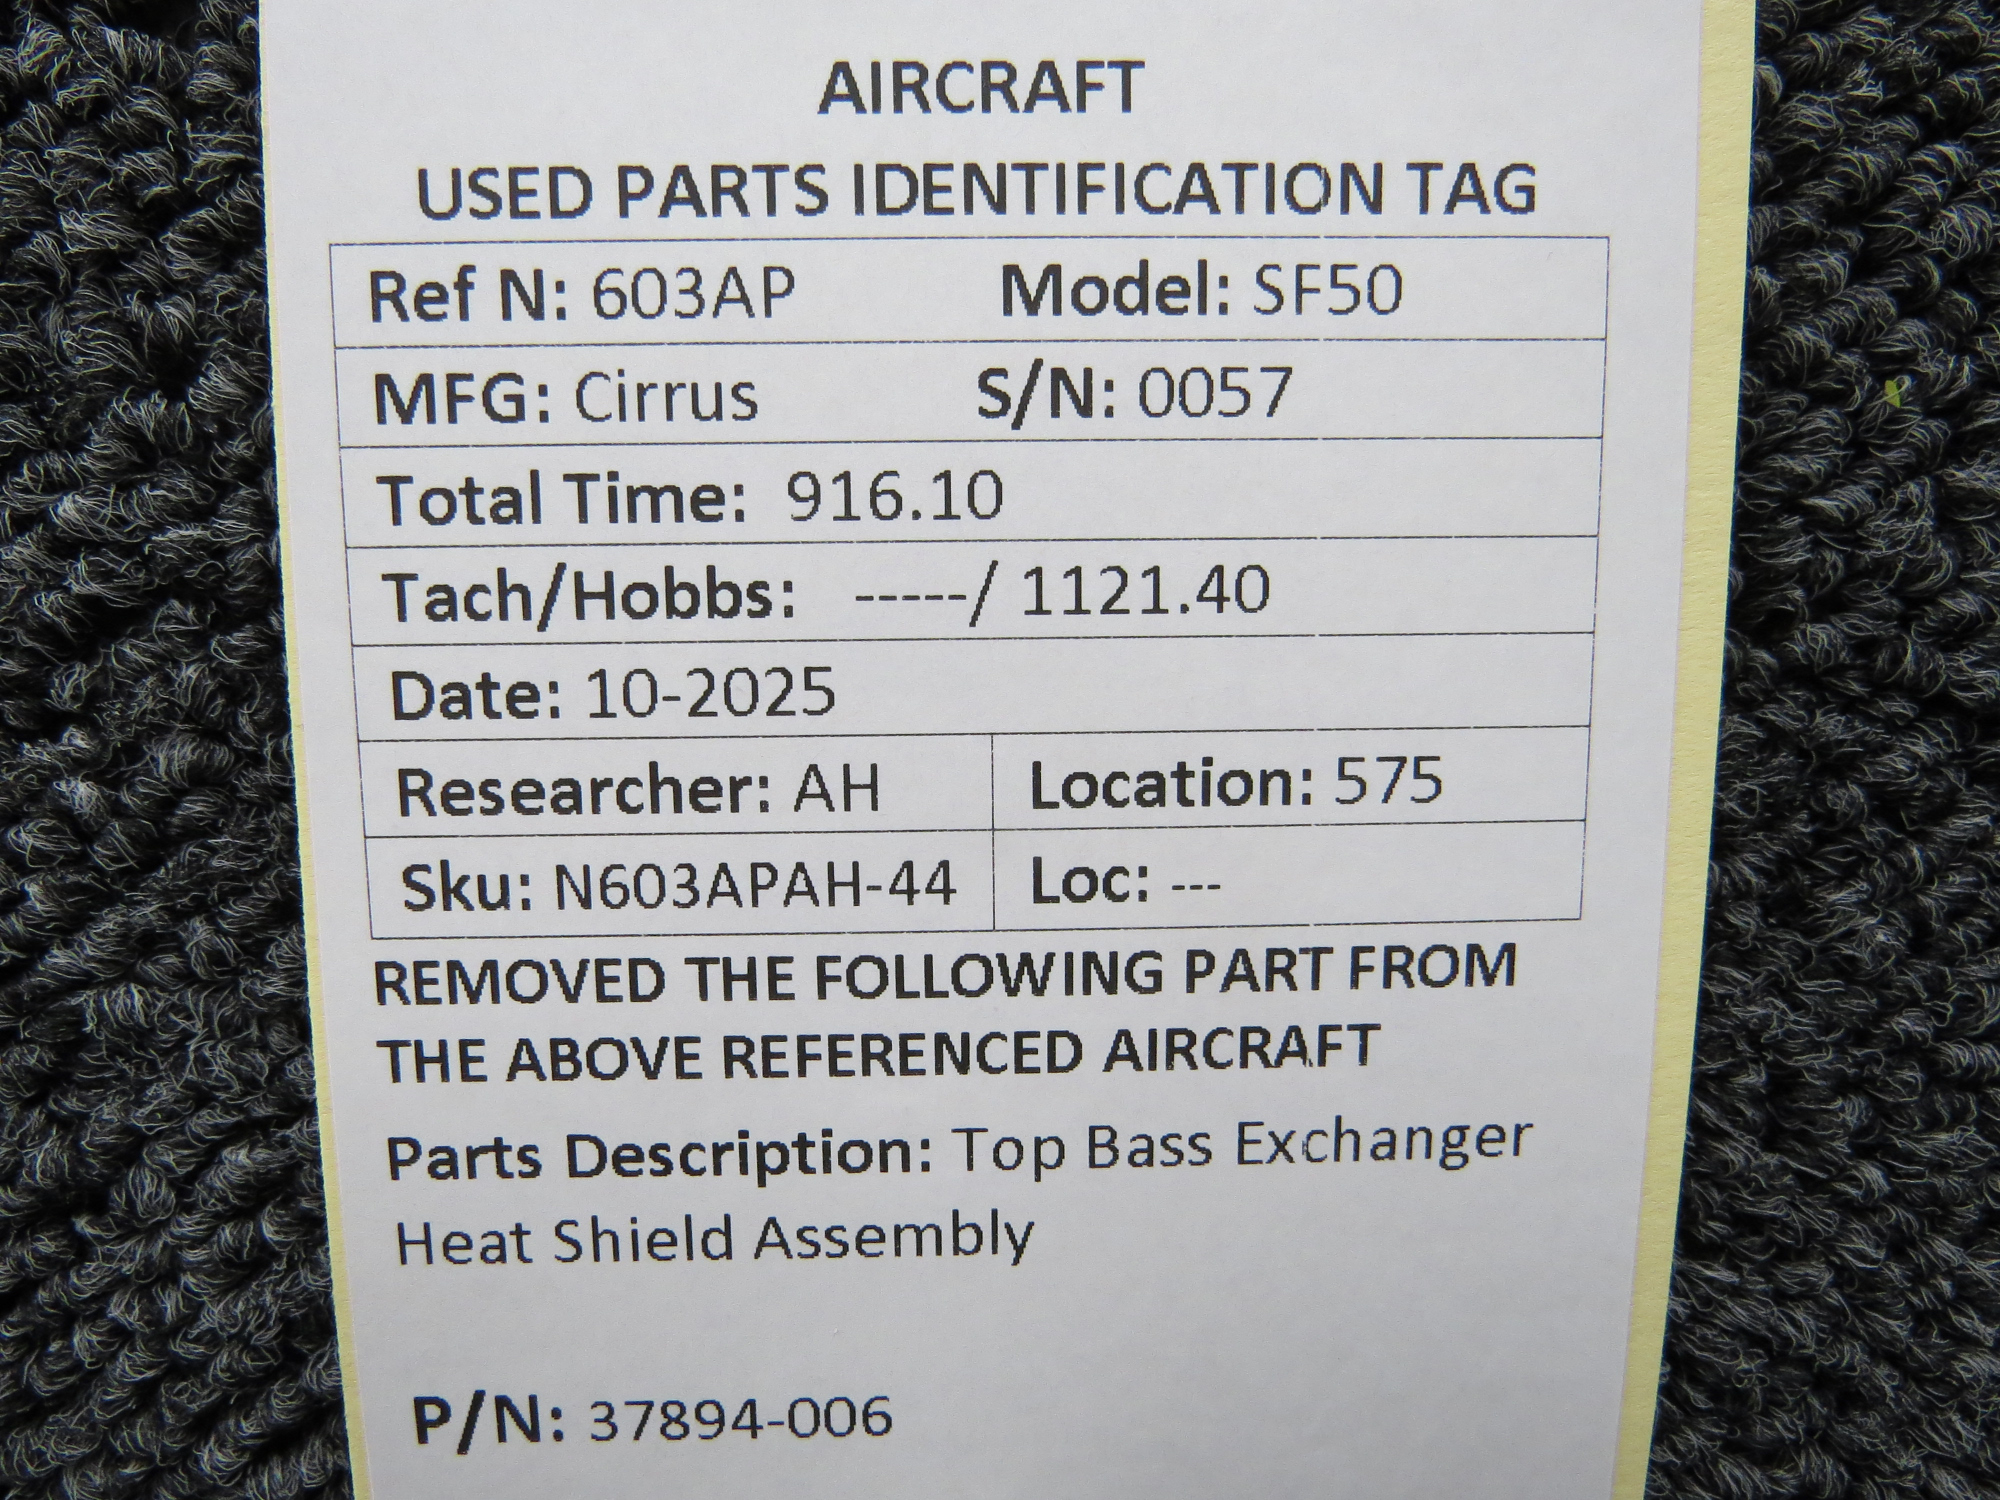 AIRCRAFT
USED PARTS IDENTIFICATION TAG
Ref N: 603AP Model: SF50
MFG: Cirrus S/N: 0057
Total Time: 916.10
Tach/Hobbs: -----/ 1121.40
Date: 10-2025
Researcher: AH Location: 575
Sku: N603APAH-44 Loc: ---
REMOVED THE FOLLOWING PART FROM
THE ABOVE REFERENCED AIRCRAFT
Parts Description: Top Bass Exchanger
Heat Shield Assembly
P/N: 37894-006